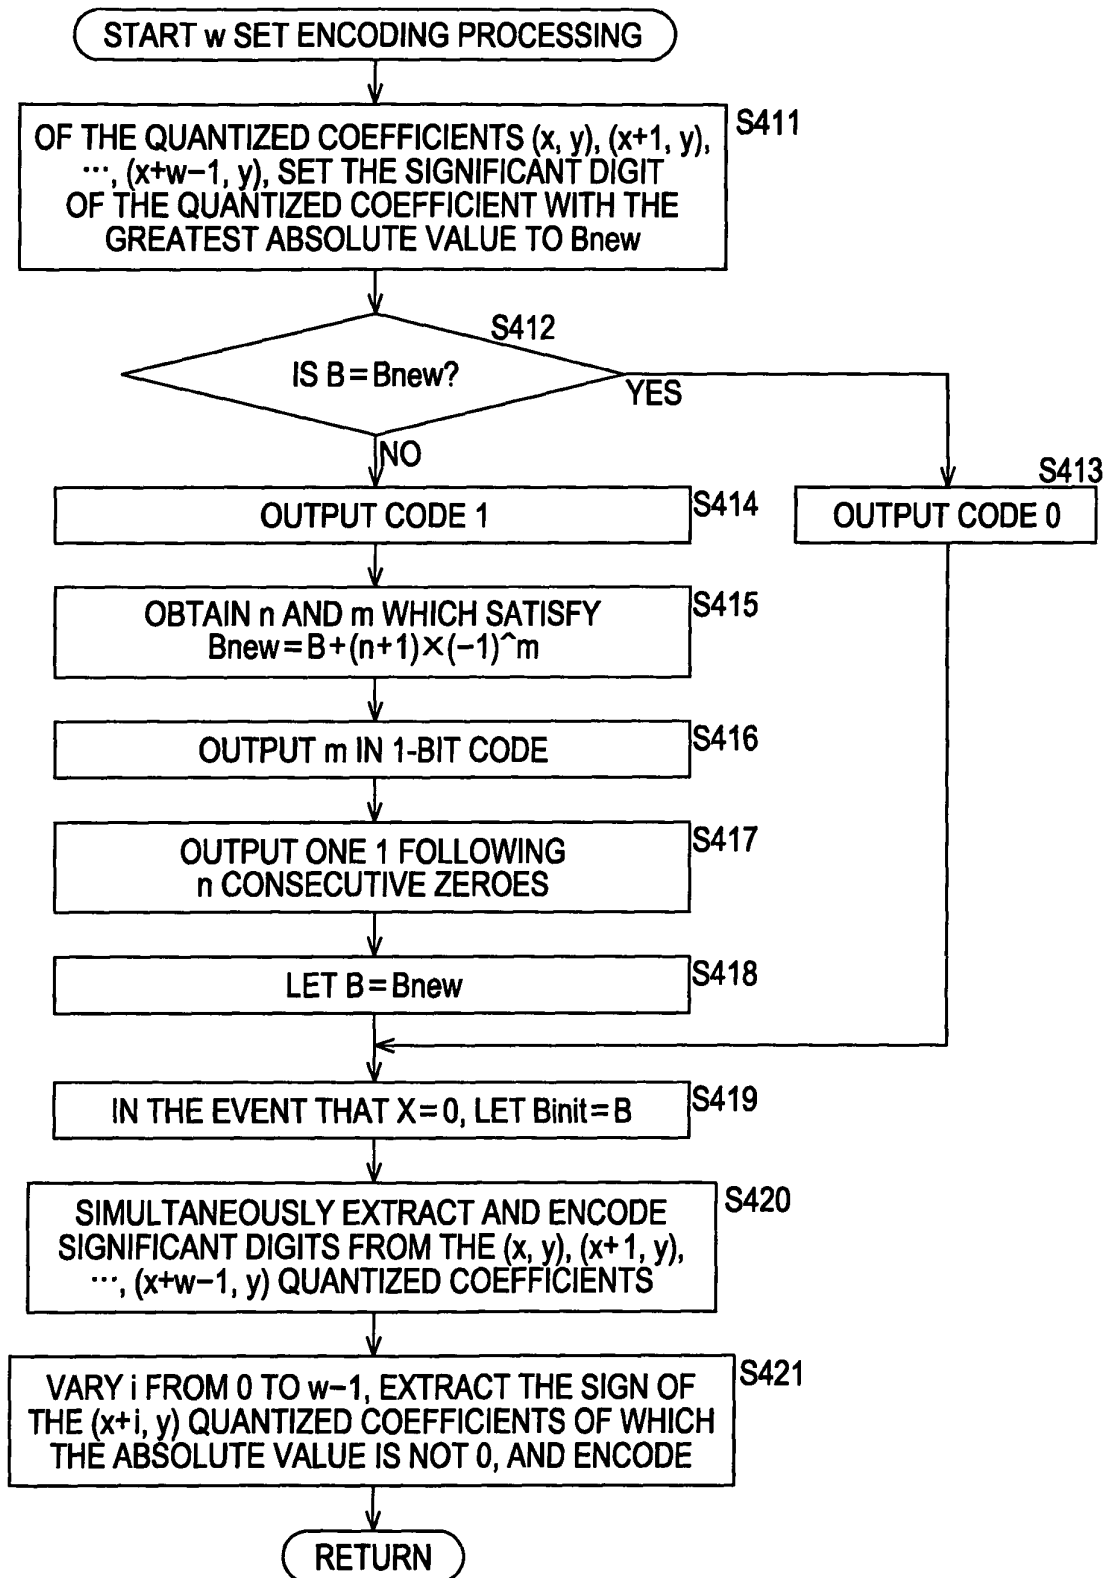 START w SET ENCODING PROCESSING
S411
OF THE QUANTIZED COEFFICIENTS (x, y), (x+1, y),
···, (x+w−1, y), SET THE SIGNIFICANT DIGIT
OF THE QUANTIZED COEFFICIENT WITH THE
GREATEST ABSOLUTE VALUE TO Bnew
S412
IS B=Bnew?
YES
NO
S413
OUTPUT CODE 0
S414
OUTPUT CODE 1
S415
OBTAIN n AND m WHICH SATISFY
Bnew=B+(n+1)×(−1)^m
S416
OUTPUT m IN 1-BIT CODE
S417
OUTPUT ONE 1 FOLLOWING
n CONSECUTIVE ZEROES
S418
LET B=Bnew
S419
IN THE EVENT THAT X=0, LET Binit=B
S420
SIMULTANEOUSLY EXTRACT AND ENCODE
SIGNIFICANT DIGITS FROM THE (x, y), (x+1, y),
···, (x+w−1, y) QUANTIZED COEFFICIENTS
S421
VARY i FROM 0 TO w−1, EXTRACT THE SIGN OF
THE (x+i, y) QUANTIZED COEFFICIENTS OF WHICH
THE ABSOLUTE VALUE IS NOT 0, AND ENCODE
RETURN